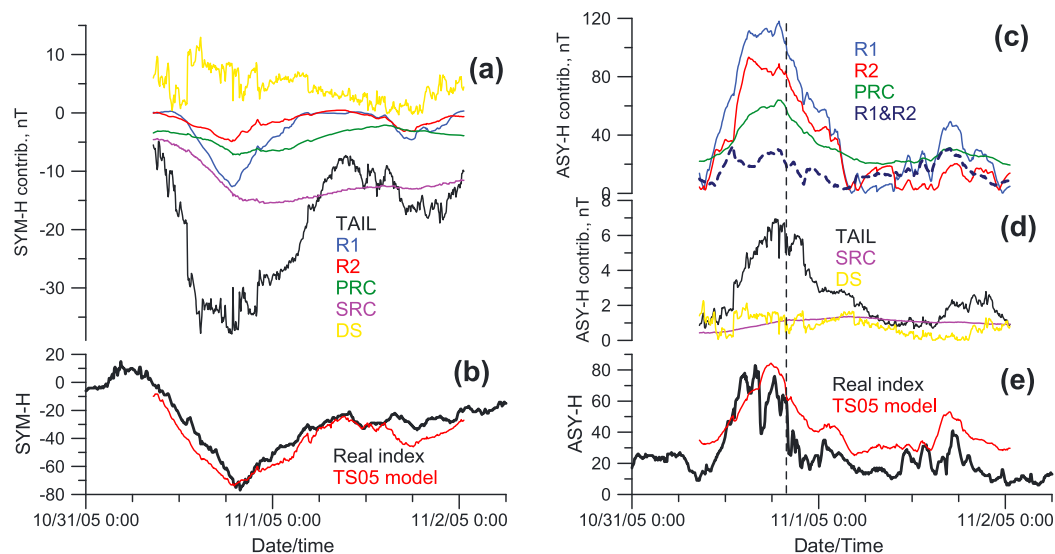 (a)
SYM-H contrib., nT
10
0
-10
-20
-30
TAIL
R1
R2
PRC
SRC
DS
(b)
SYM-H
20
0
-20
-40
-60
-80
Real index
TS05 model
10/31/05 0:00
11/1/05 0:00
11/2/05 0:00
Date/time
(c)
ASY-H contrib., nT
120
80
40
0
R1
R2
PRC
R1&R2
(d)
ASY-H contrib., nT
8
6
4
2
0
TAIL
SRC
DS
(e)
ASY-H
80
60
40
20
0
Real index
TS05 model
10/31/05 0:00
11/1/05 0:00
11/2/05 0:00
Date/Time